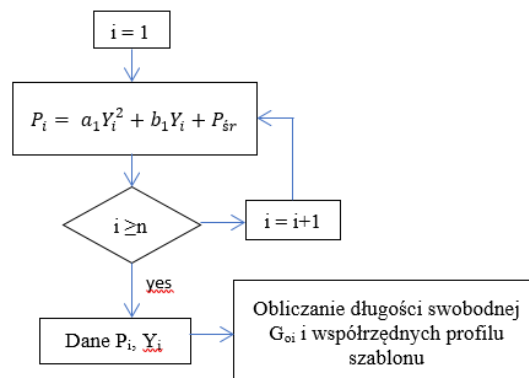 i = 1
P_i = a_1Y_i^2 + b_1Y_i + P_śr
i ≥n
i = i+1
yes
Dane P_i, Y_i
Obliczanie długości swobodnej
G_oi i współrzędnych profilu
szablonu